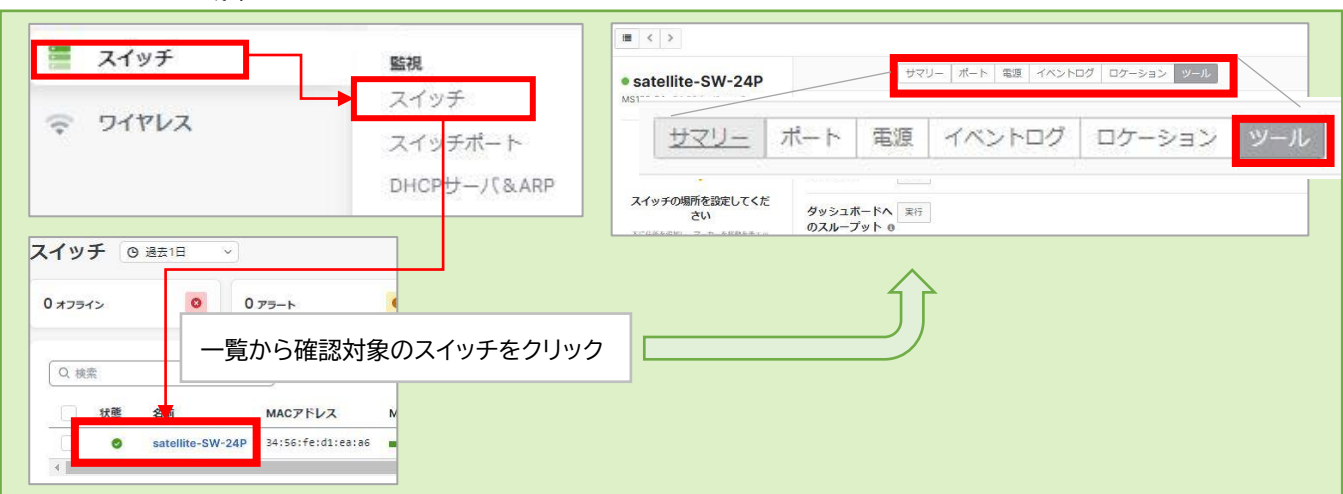 スイッチ
ワイヤレス
監視
スイッチ
スイッチポート
DHCPサーバ&ARP
スイッチ 過去1日
0 オフライン
0 アラート
検索
状態 名前 MACアドレス M
satellite-SW-24P 34:56:fe:d1:ea:a6
一覧から確認対象のスイッチをクリック
satellite-SW-24P
サマリー ポート 電源 イベントログ ロケーション ツール
サマリー ポート 電源 イベントログ ロケーション ツール
スイッチの場所を設定してくだ
さい
ダッシュボードへ 実行
のスループット